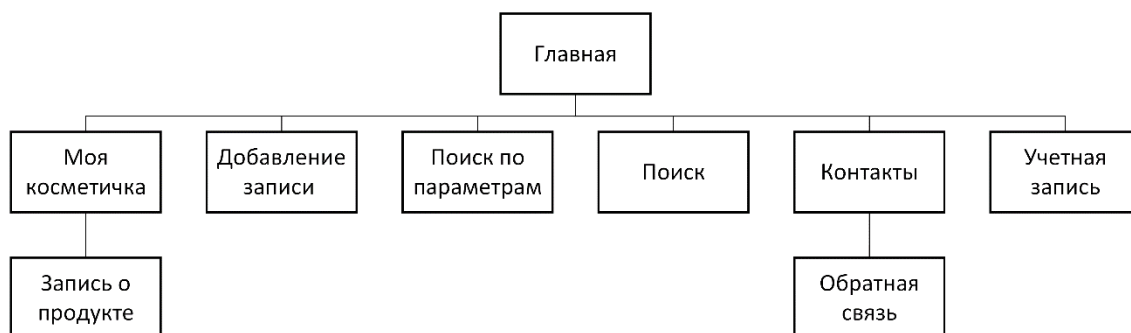 Главная
Моя
косметичка
Добавление
записи
Поиск по
параметрам
Поиск
Контакты
Учетная
запись
Запись о
продукте
Обратная
связь